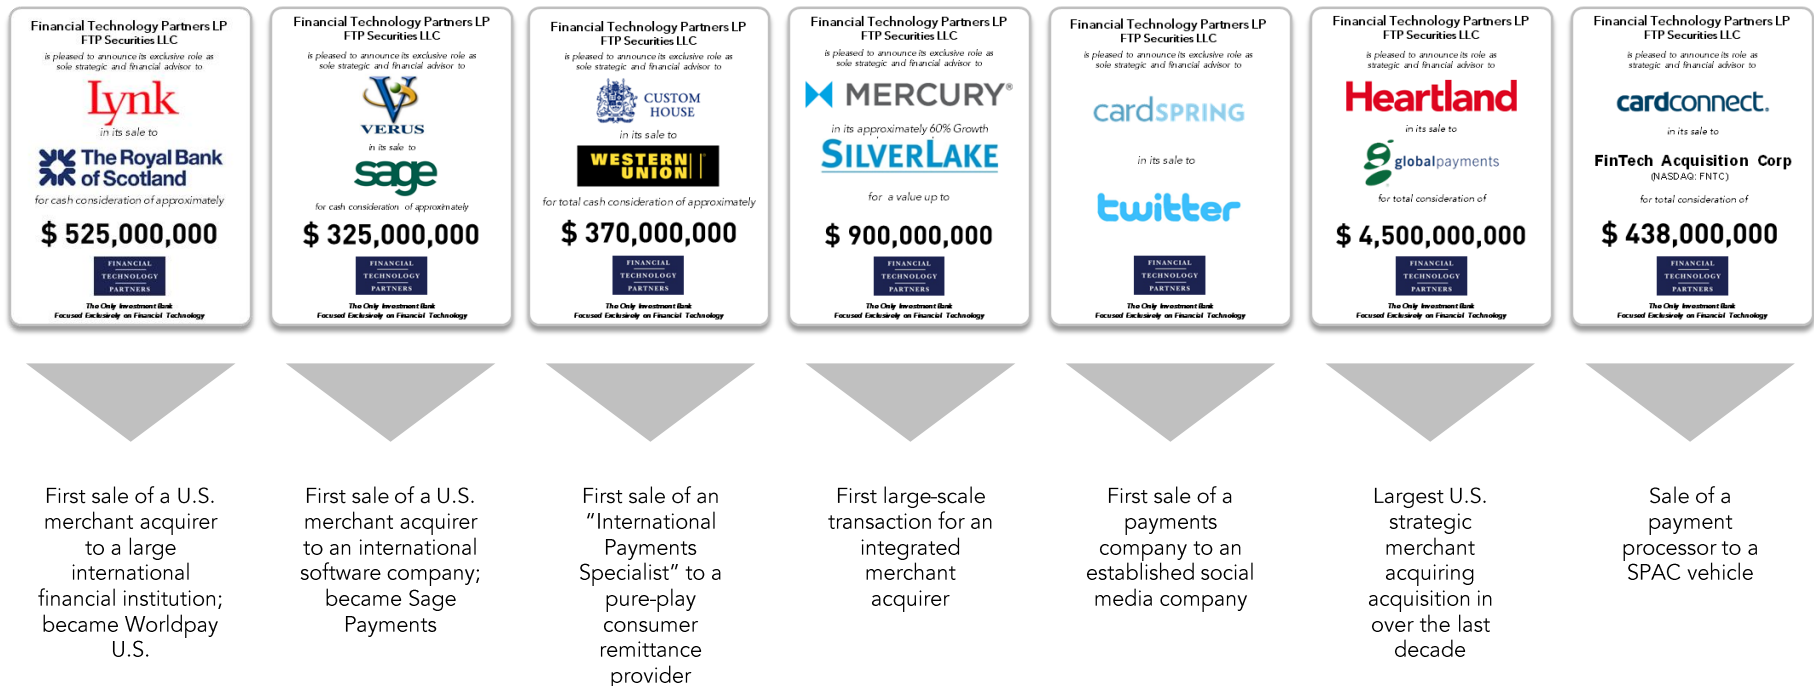 Financial Technology Partners LP
FTP Securities LLC
is pleased to announce its exclusive role as
sole strategic and financial advisor to
Lynk
in its sale to
The Royal Bank
of Scotland
for cash consideration of approximately
$ 525,000,000
FINANCIAL
TECHNOLOGY
PARTNERS
The Only Investment Bank
Focused Exclusively on Financial Technology
First sale of a U.S.
merchant acquirer
to a large
international
financial institution;
became Worldpay
U.S.
Financial Technology Partners LP
FTP Securities LLC
is pleased to announce its exclusive role as
sole strategic and financial advisor to
VERUS
in its sale to
sage
for cash consideration of approximately
$ 325,000,000
FINANCIAL
TECHNOLOGY
PARTNERS
The Only Investment Bank
Focused Exclusively on Financial Technology
First sale of a U.S.
merchant acquirer
to an international
software company;
became Sage
Payments
Financial Technology Partners LP
FTP Securities LLC
is pleased to announce its exclusive role as
sole strategic and financial advisor to
CUSTOM
HOUSE
in its sale to
WESTERN
UNION
for total cash consideration of approximately
$ 370,000,000
FINANCIAL
TECHNOLOGY
PARTNERS
The Only Investment Bank
Focused Exclusively on Financial Technology
First sale of an
“International
Payments
Specialist” to a
pure-play
consumer
remittance
provider
Financial Technology Partners LP
FTP Securities LLC
is pleased to announce its exclusive role as
sole strategic and financial advisor to
MERCURY®
in its approximately 60% Growth
SILVERLAKE
for a value up to
$ 900,000,000
FINANCIAL
TECHNOLOGY
PARTNERS
The Only Investment Bank
Focused Exclusively on Financial Technology
First large-scale
transaction for an
integrated
merchant
acquirer
Financial Technology Partners LP
FTP Securities LLC
is pleased to announce its exclusive role as
sole strategic and financial advisor to
cardSPRING
in its sale to
twitter
FINANCIAL
TECHNOLOGY
PARTNERS
The Only Investment Bank
Focused Exclusively on Financial Technology
First sale of a
payments
company to an
established social
media company
Financial Technology Partners LP
FTP Securities LLC
is pleased to announce its exclusive role as
strategic and financial advisor to
Heartland
in its sale to
globalpayments
for total consideration of
$ 4,500,000,000
FINANCIAL
TECHNOLOGY
PARTNERS
The Only Investment Bank
Focused Exclusively on Financial Technology
Largest U.S.
strategic
merchant
acquiring
acquisition in
over the last
decade
Financial Technology Partners LP
FTP Securities LLC
is pleased to announce its exclusive role as
strategic and financial advisor to
cardconnect.
in its sale to
FinTech Acquisition Corp
(NASDAQ: FNTC)
for total consideration of
$ 438,000,000
FINANCIAL
TECHNOLOGY
PARTNERS
The Only Investment Bank
Focused Exclusively on Financial Technology
Sale of a
payment
processor to a
SPAC vehicle